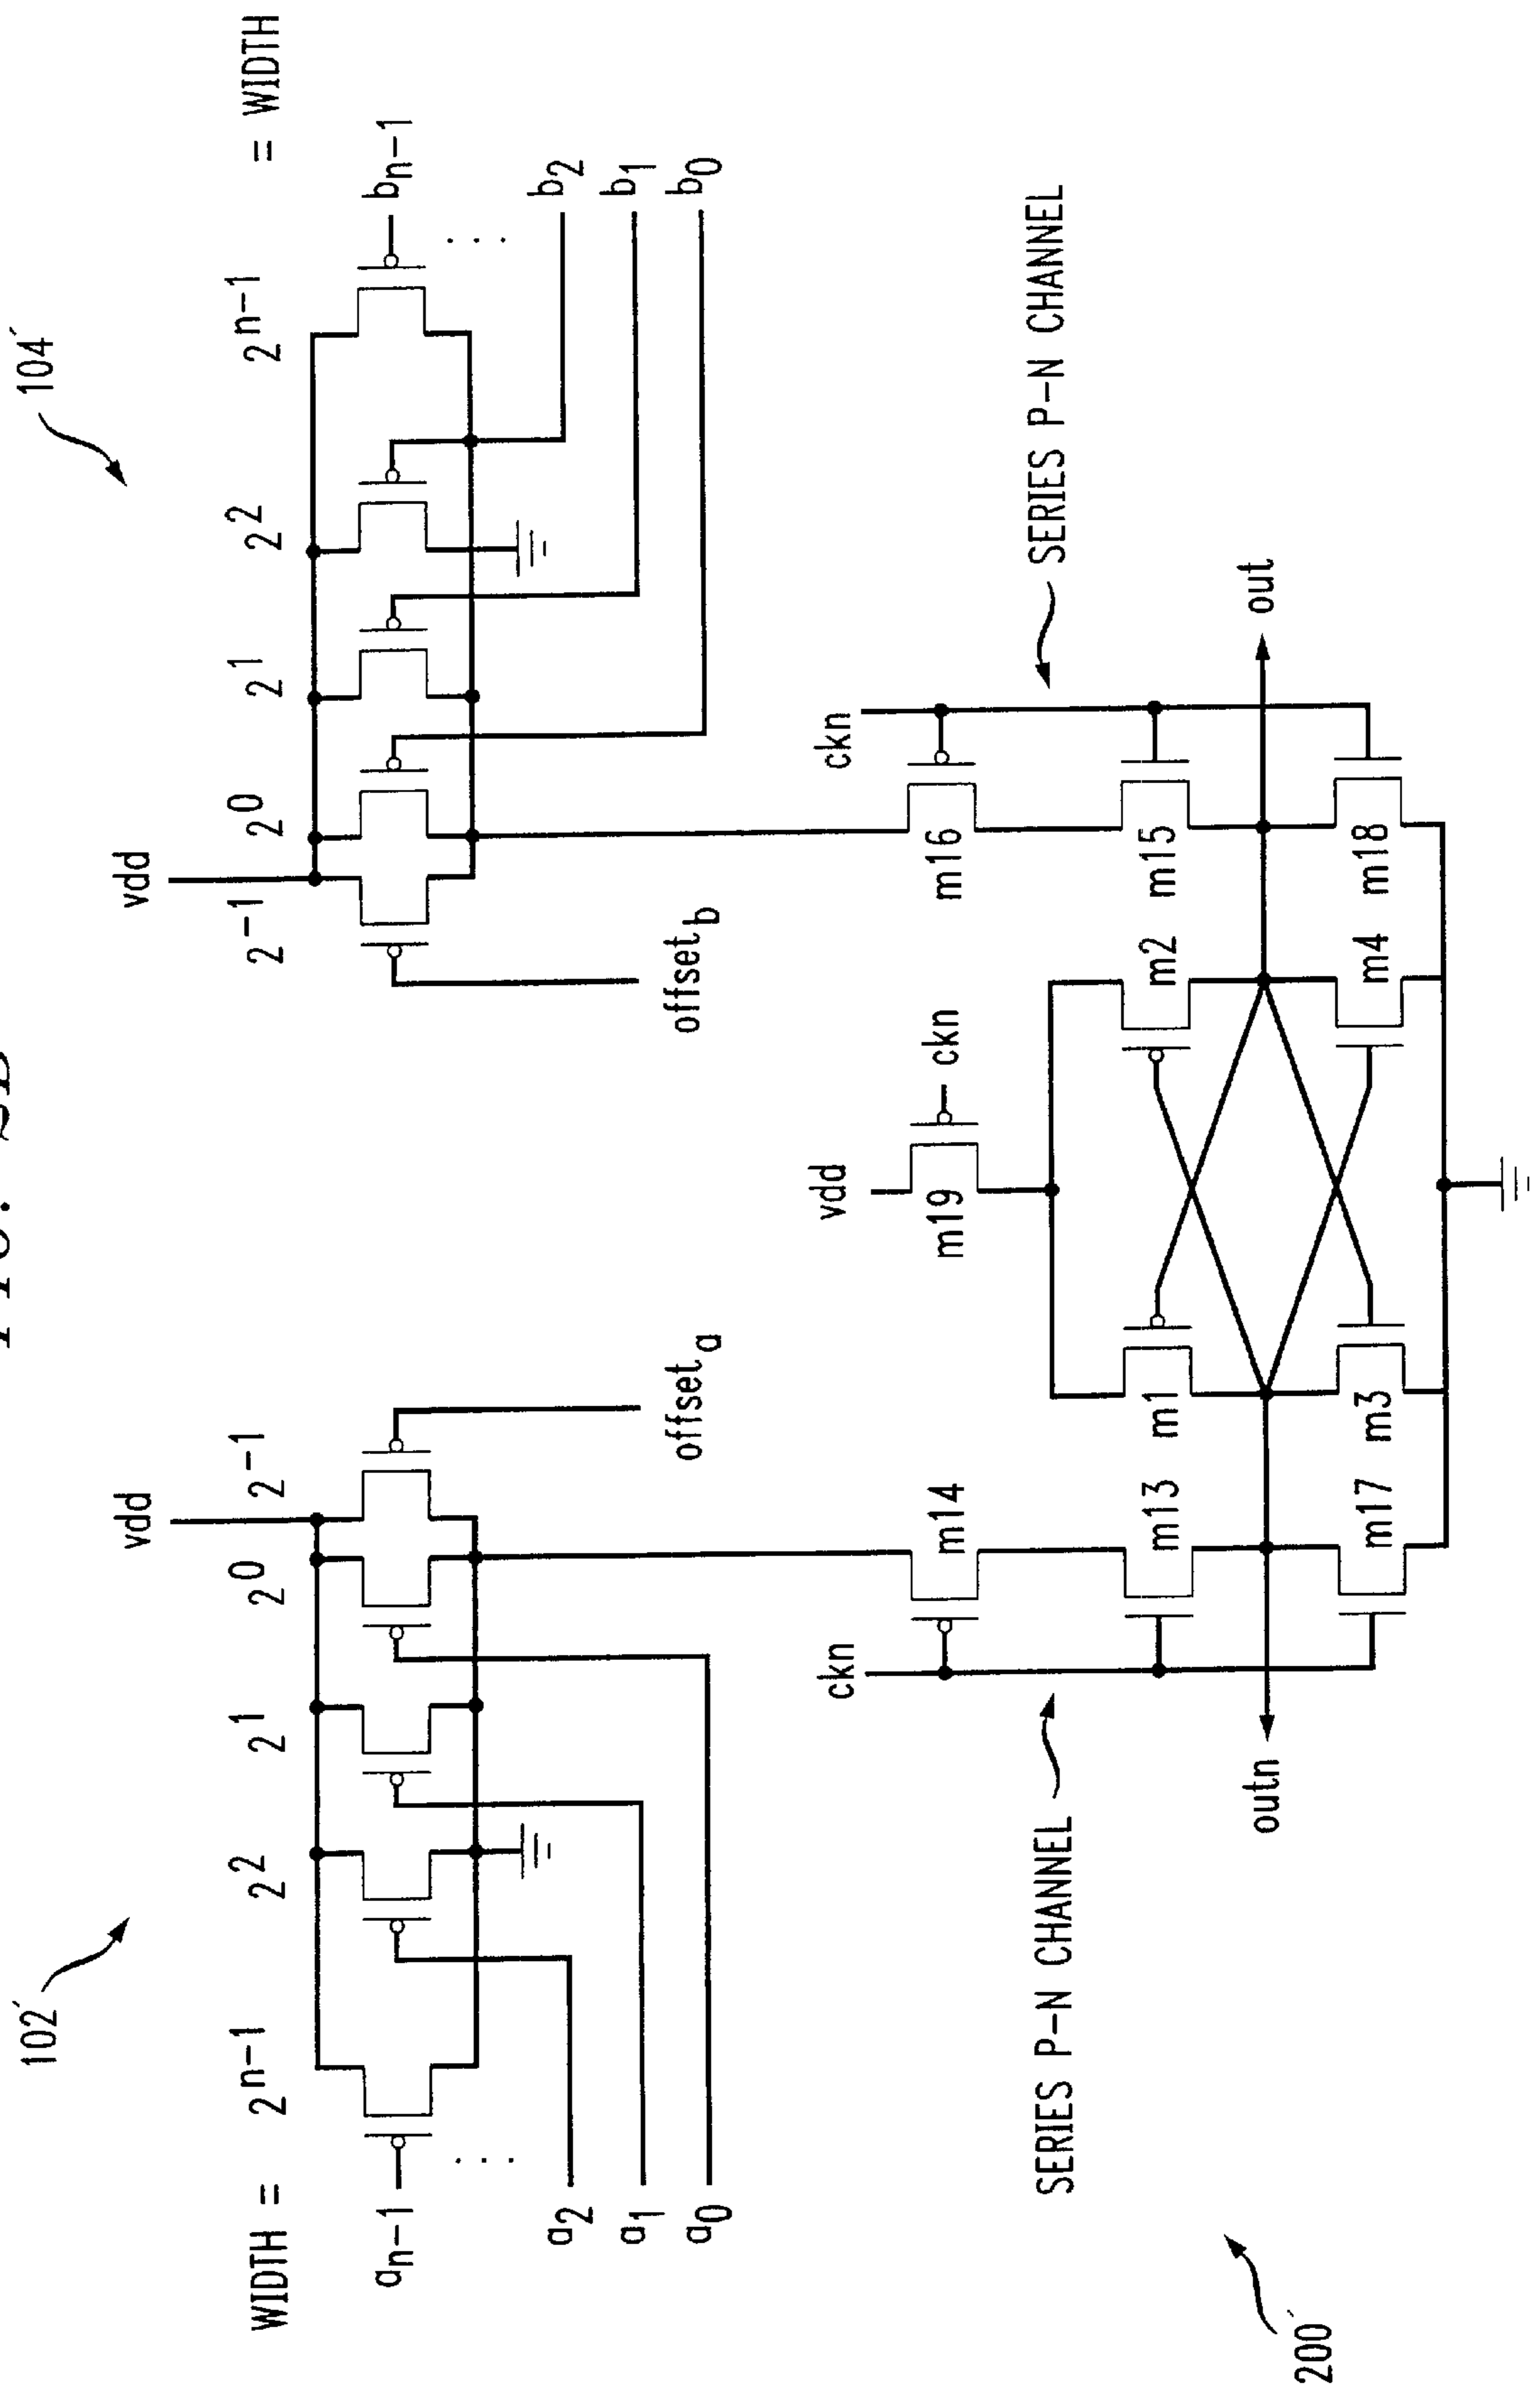 102′
104′
WIDTH = 2^n-1 2^2 2^1 2^0 2^-1
vdd
vdd
2^-1 2^0 2^1 2^2 2^n-1 = WIDTH
a_n-1
. . .
a_2
a_1
a_0
offset_a
offset_b
b_n-1
. . .
b_2
b_1
b_0
ckn
m14
vdd
m19
ckn
m16
ckn
SERIES P-N CHANNEL
SERIES P-N CHANNEL
m13
m1
m2
m15
outn
out
m17
m3
m4
m18
200′